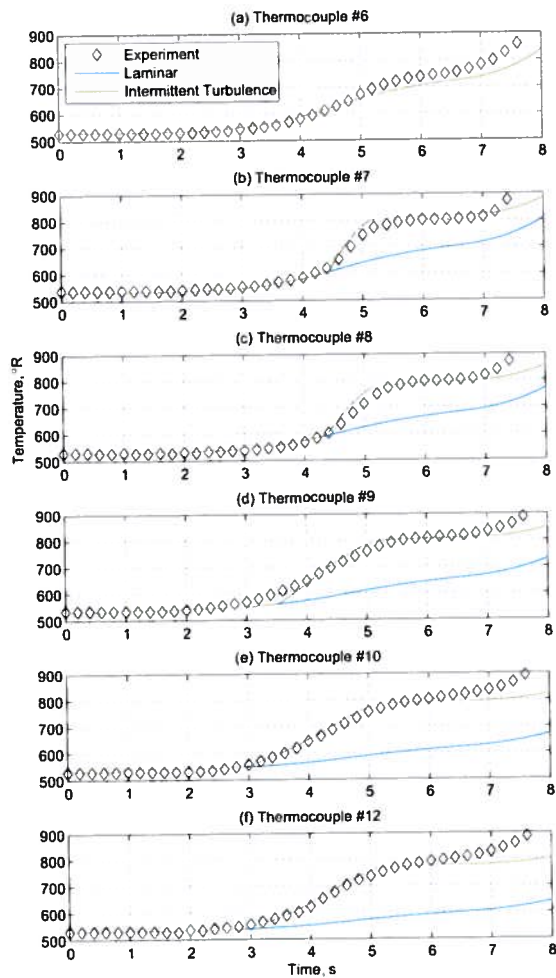 (a) Thermocouple #6
900
800
700
600
500
Experiment
Laminar
Intermittent Turbulence
0 1 2 3 4 5 6 7 8
(b) Thermocouple #7
900
800
700
600
500
0 1 2 3 4 5 6 7 8
(c) Thermocouple #8
900
800
700
600
500
0 1 2 3 4 5 6 7 8
Temperature, °R
(d) Thermocouple #9
900
800
700
600
500
0 1 2 3 4 5 6 7 8
(e) Thermocouple #10
900
800
700
600
500
0 1 2 3 4 5 6 7 8
(f) Thermocouple #12
900
800
700
600
500
0 1 2 3 4 5 6 7 8
Time, s